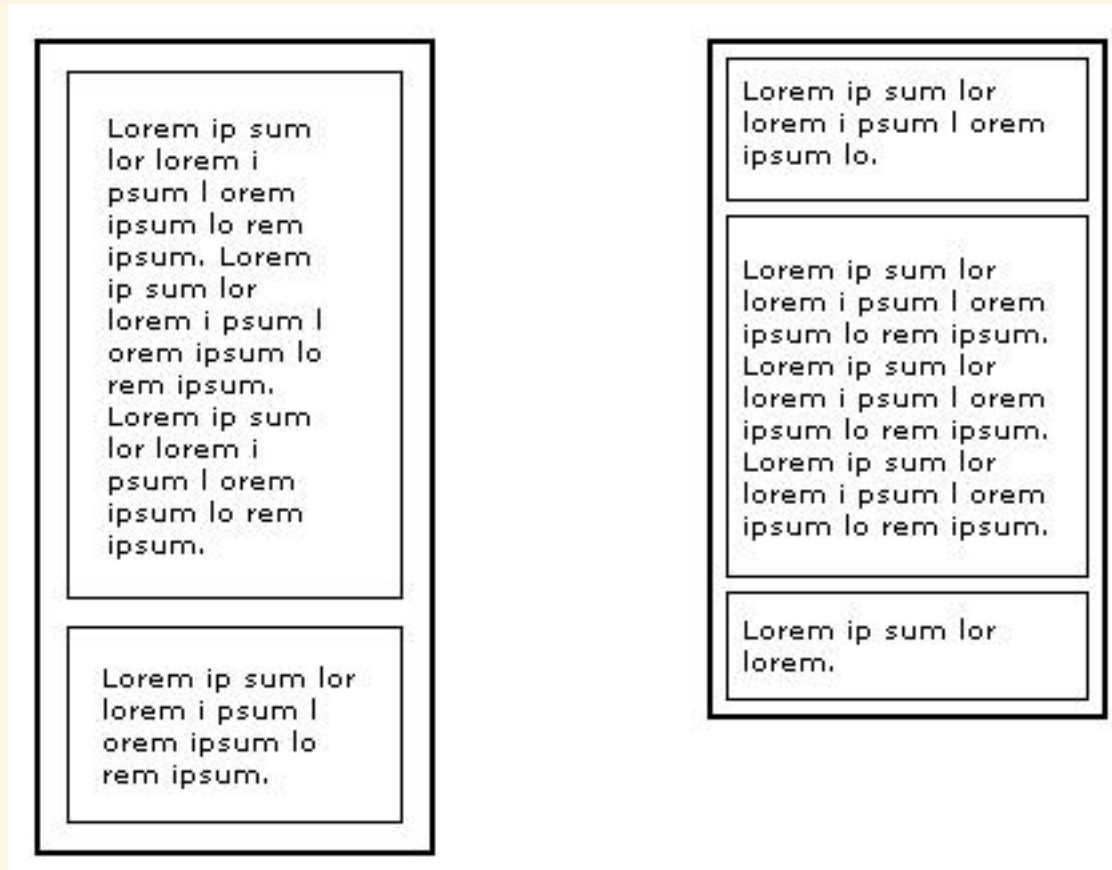 Lorem ip sum
lor lorem i
psum l orem
ipsum lo rem
ipsum. Lorem
ip sum lor
lorem i psum l
orem ipsum lo
rem ipsum.
Lorem ip sum
lor lorem i
psum l orem
ipsum lo rem
ipsum.
Lorem ip sum lor
lorem i psum l
orem ipsum lo
rem ipsum.
Lorem ip sum lor
lorem i psum l orem
ipsum lo.
Lorem ip sum lor
lorem i psum l orem
ipsum lo rem ipsum.
Lorem ip sum lor
lorem i psum l orem
ipsum lo rem ipsum.
Lorem ip sum lor
lorem i psum l orem
ipsum lo rem ipsum.
Lorem ip sum lor
lorem.